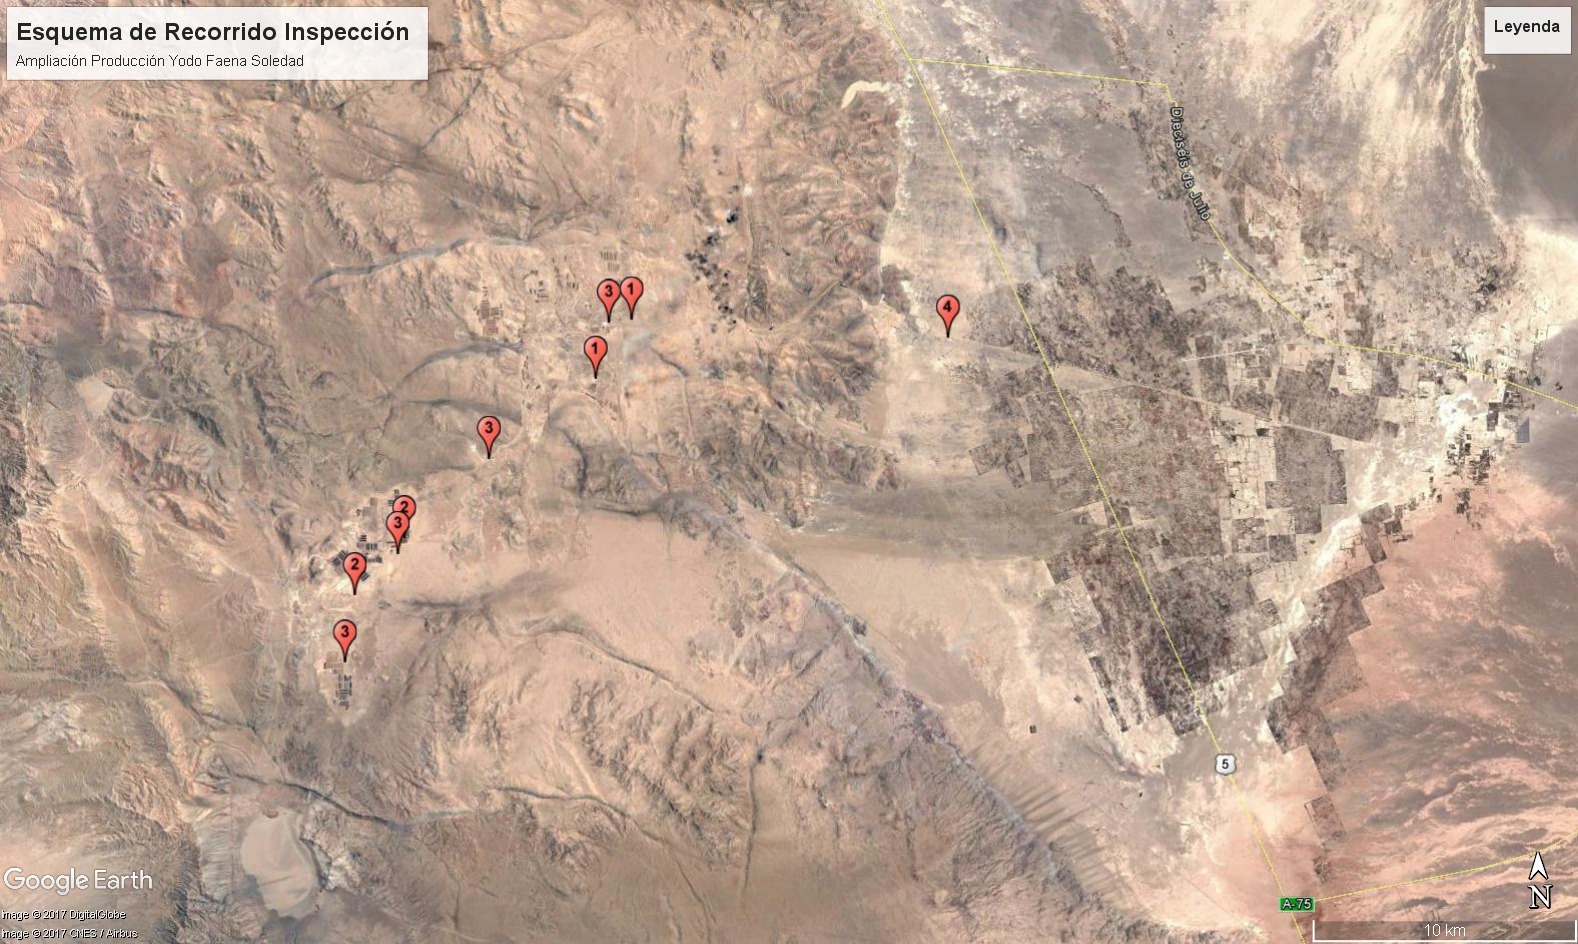 Esquema de Recorrido Inspección
Ampliación Producción Yodo Faena Soledad
Leyenda
Dieciséis de Julio
3
1
4
1
3
2
3
2
3
5
A-75
Google Earth
N
Image © 2017 DigitalGlobe
Image © 2017 CNES / Airbus
10 km